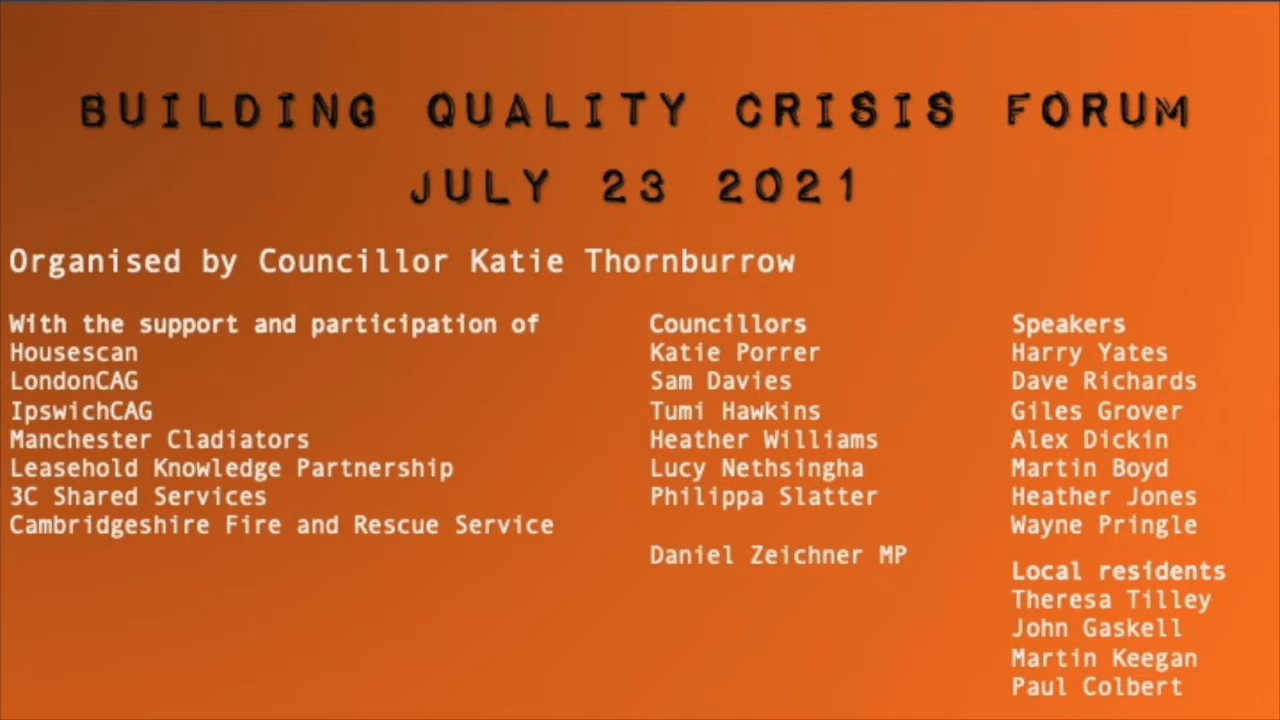 BUILDING QUALITY CRISIS FORUM
JULY 23 2021
Organised by Councillor Katie Thornburrow
With the support and participation of
Housescan
LondonCAG
IpswichCAG
Manchester Cladiators
Leasehold Knowledge Partnership
3C Shared Services
Cambridgeshire Fire and Rescue Service
Councillors
Katie Porrer
Sam Davies
Tumi Hawkins
Heather Williams
Lucy Nethsingha
Philippa Slatter
Daniel Zeichner MP
Speakers
Harry Yates
Dave Richards
Giles Grover
Alex Dickin
Martin Boyd
Heather Jones
Wayne Pringle
Local residents
Theresa Tilley
John Gaskell
Martin Keegan
Paul Colbert